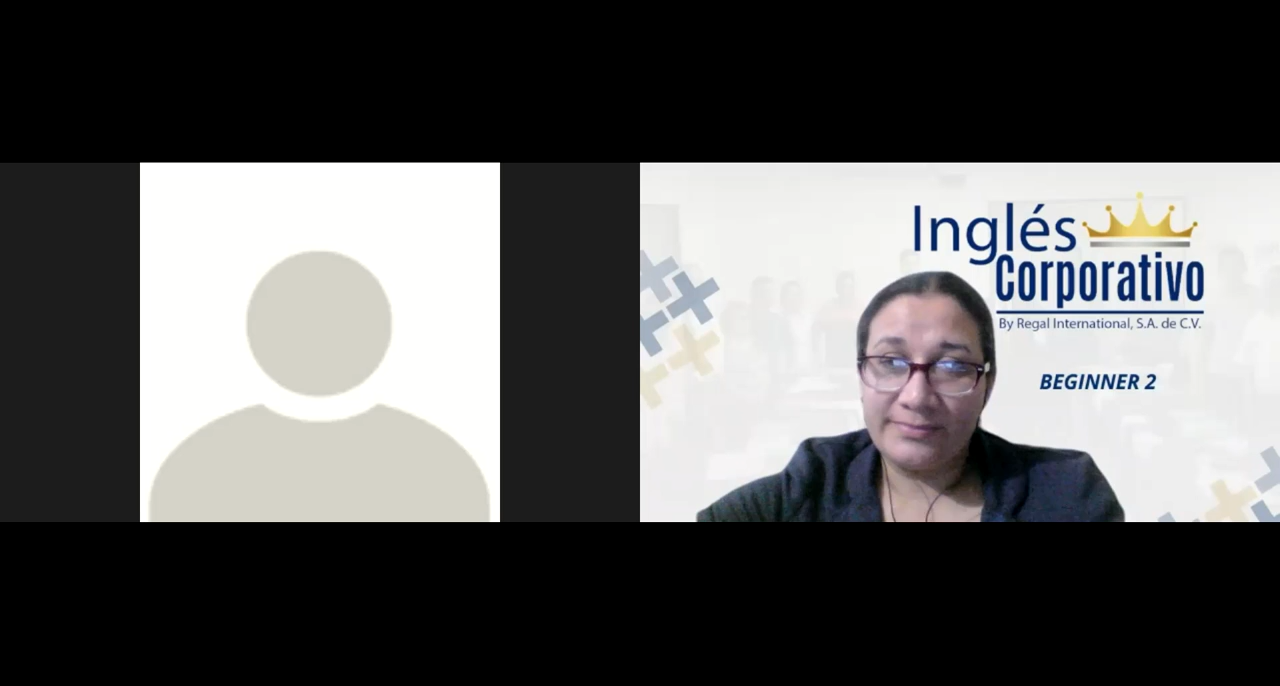 Inglés
Corporativo
By Regal International, S.A. de C.V.
BEGINNER 2